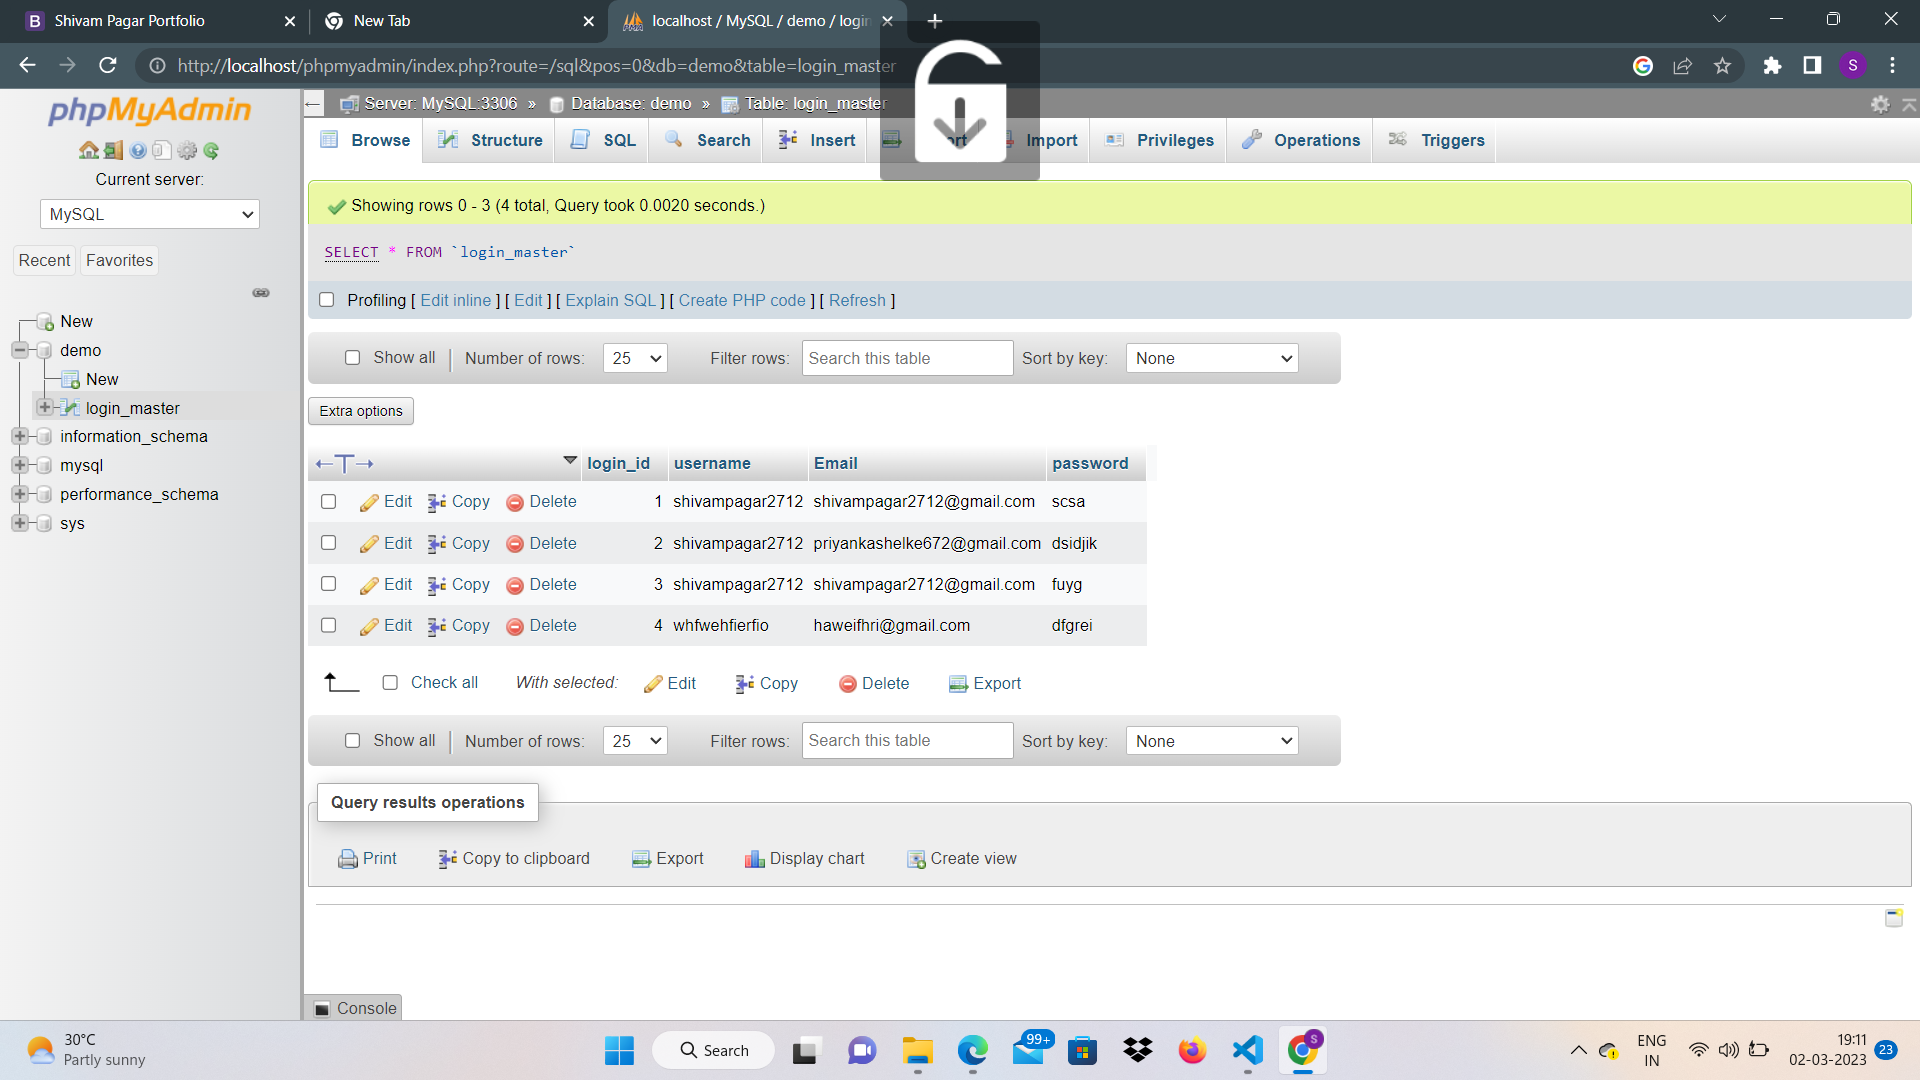 Shivam Pagar Portfolio
New Tab
localhost / MySQL / demo / login
http://localhost/phpmyadmin/index.php?route=/sql&pos=0&db=demo&table=login_master
S
phpMyAdmin
Current server:
MySQL
Recent
Favorites
New
demo
New
login_master
information_schema
mysql
performance_schema
sys
Server: MySQL:3306 » Database: demo » Table: login_master
Browse
Structure
SQL
Search
Insert
Import
Privileges
Operations
Triggers
Showing rows 0 - 3 (4 total, Query took 0.0020 seconds.)
SELECT * FROM `login_master`
Profiling [ Edit inline ] [ Edit ] [ Explain SQL ] [ Create PHP code ] [ Refresh ]
Show all | Number of rows: 25 Filter rows: Search this table Sort by key: None
Extra options
login_id username Email password
Edit Copy Delete 1 shivampagar2712 shivampagar2712@gmail.com scsa
Edit Copy Delete 2 shivampagar2712 priyankashelke672@gmail.com dsidjik
Edit Copy Delete 3 shivampagar2712 shivampagar2712@gmail.com fuyg
Edit Copy Delete 4 whfwehfierfio haweifhri@gmail.com dfgrei
Check all With selected: Edit Copy Delete Export
Show all | Number of rows: 25 Filter rows: Search this table Sort by key: None
Query results operations
Print Copy to clipboard Export Display chart Create view
Console
30°C
Partly sunny
Search
99+
S
ENG
IN
19:11
02-03-2023
23